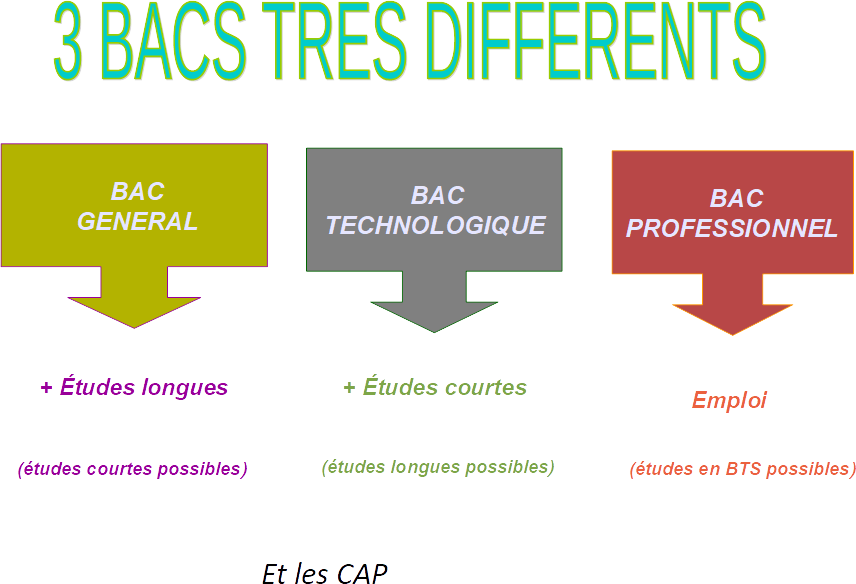 3 BACS TRES DIFFERENTS
BAC
GENERAL
BAC
TECHNOLOGIQUE
BAC
PROFESSIONNEL
+ Études longues
+ Études courtes
Emploi
(études courtes possibles)
(études longues possibles)
(études en BTS possibles)
Et les CAP